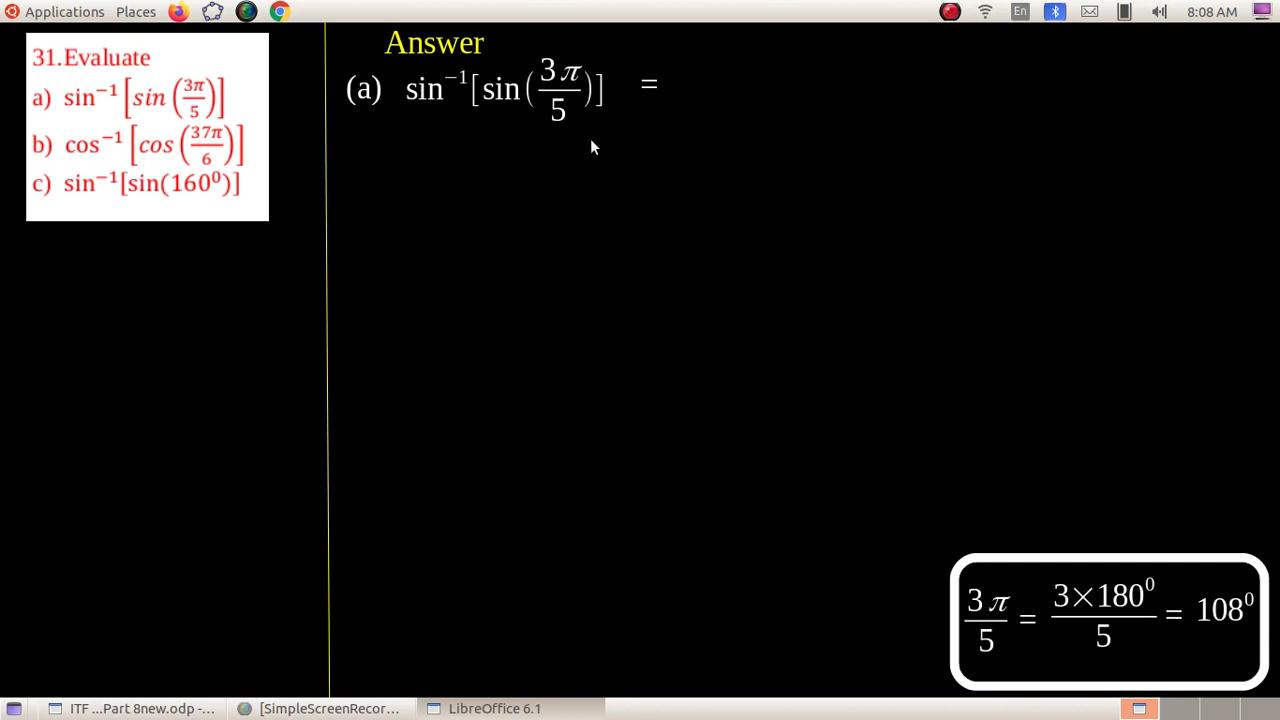 Applications Places En 8:08 AM
31.Evaluate
a) sin⁻¹[sin(3π/5)]
b) cos⁻¹[cos(37π/6)]
c) sin⁻¹[sin(160⁰)]
Answer
(a) sin⁻¹[sin(3π/5)] =
3π/5 = 3×180⁰/5 = 108⁰
ITF ...Part 8new.odp -... [SimpleScreenRecor... LibreOffice 6.1